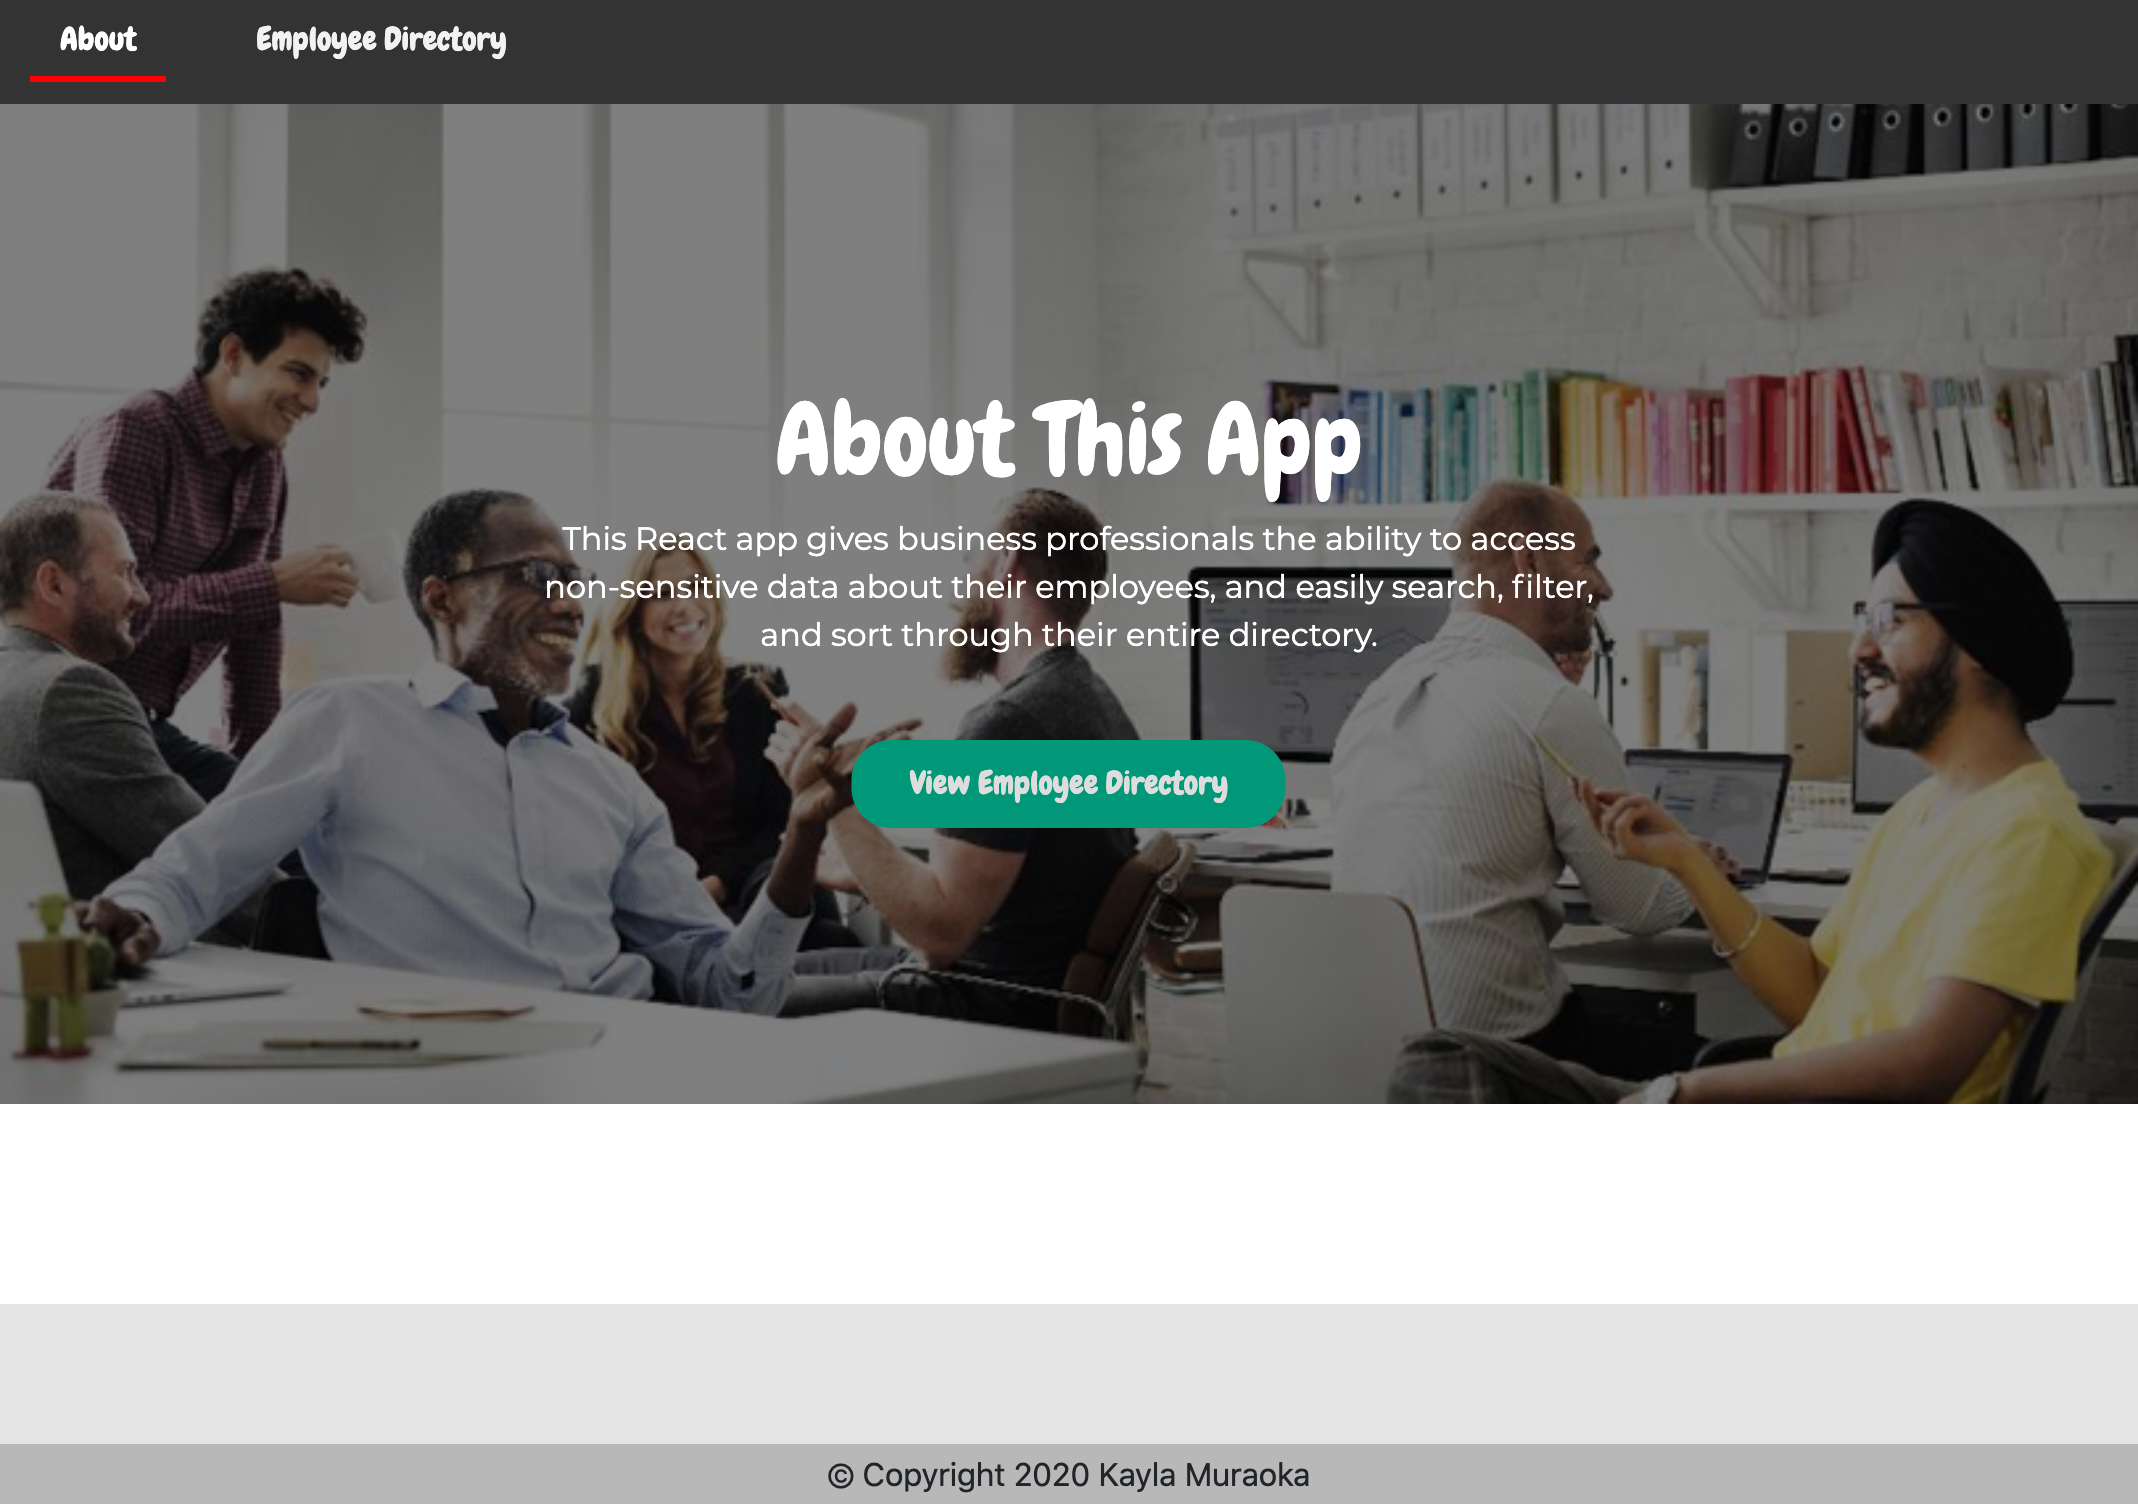 About
Employee Directory
About This App
This React app gives business professionals the ability to access
non-sensitive data about their employees, and easily search, filter,
and sort through their entire directory.
View Employee Directory
© Copyright 2020 Kayla Muraoka